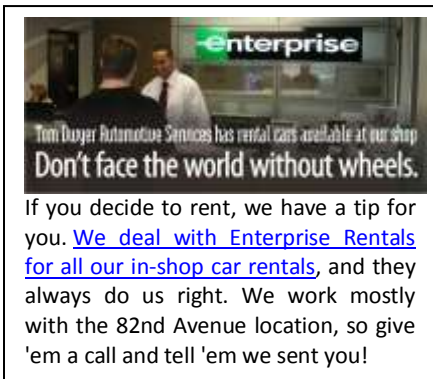 enterprise
Tom Dwyer Automotive Services has rental cars available at our shop
Don't face the world without wheels.
If you decide to rent, we have a tip for
you. We deal with Enterprise Rentals
for all our in-shop car rentals, and they
always do us right. We work mostly
with the 82nd Avenue location, so give
'em a call and tell 'em we sent you!